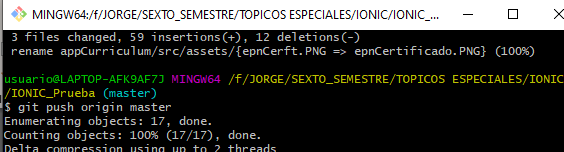 MINGW64:/f/JORGE/SEXTO_SEMESTRE/TOPICOS ESPECIALES/IONIC/IONIC_...
3 files changed, 59 insertions(+), 12 deletions(-)
rename appCurriculum/src/assets/{epnCerft.PNG => epnCertificado.PNG} (100%)
usuario@LAPTOP-AFK9AF7J MINGW64 /f/JORGE/SEXTO_SEMESTRE/TOPICOS ESPECIALES/IONIC
/IONIC_Prueba (master)
$ git push origin master
Enumerating objects: 17, done.
Counting objects: 100% (17/17), done.
Delta compression using up to 2 threads